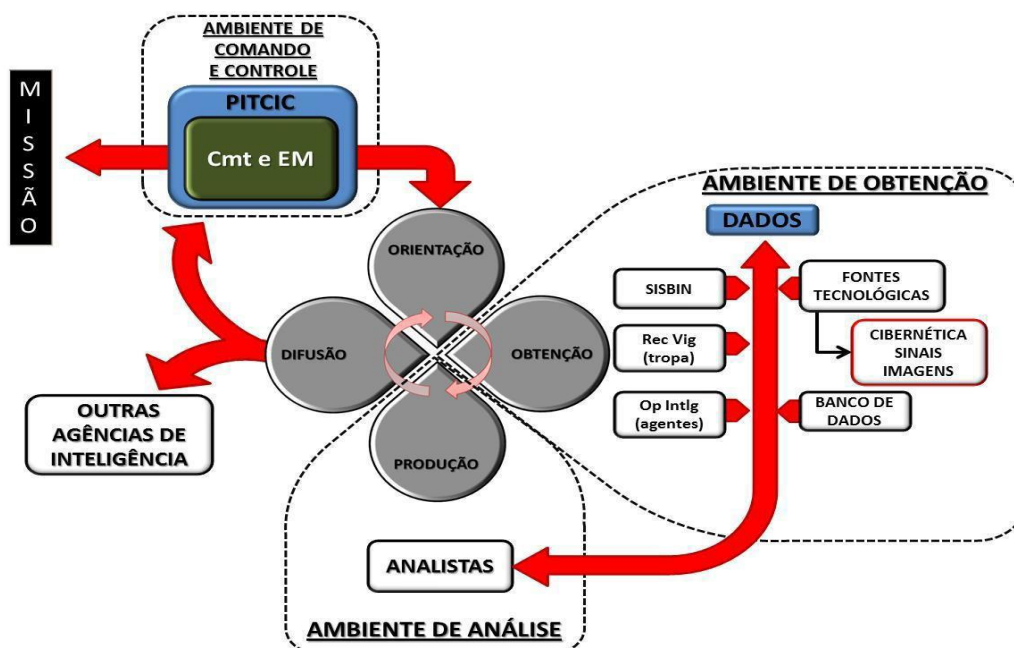 AMBIENTE DE
COMANDO
E CONTROLE
MISSÃO
PITCIC
Cmt e EM
AMBIENTE DE OBTENÇÃO
DADOS
ORIENTAÇÃO
SISBIN
FONTES
TECNOLÓGICAS
DIFUSÃO
OBTENÇÃO
Rec Vig
(tropa)
CIBERNÉTICA
SINAIS
IMAGENS
OUTRAS
AGÊNCIAS DE
INTELIGÊNCIA
Op Intlg
(agentes)
BANCO DE
DADOS
PRODUÇÃO
ANALISTAS
AMBIENTE DE ANÁLISE